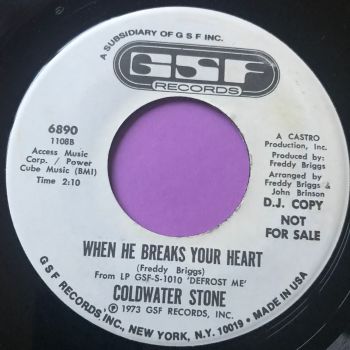 A SUBSIDIARY OF G S F INC.
GSF
RECORDS
6890
1108B
Access Music
Corp. / Power
Cube Music (BMI)
Time 2:10
A CASTRO
Production, Inc.
Produced by:
Freddy Briggs
Arranged by
Freddy Briggs &
John Brinson
D.J. COPY
NOT
FOR SALE
WHEN HE BREAKS YOUR HEART
(Freddy Briggs)
From LP GSF-S-1010 'DEFROST ME'
COLDWATER STONE
℗ 1973 GSF RECORDS, INC.
G S F RECORDS, INC., NEW YORK, N.Y. 10019 • MADE IN USA